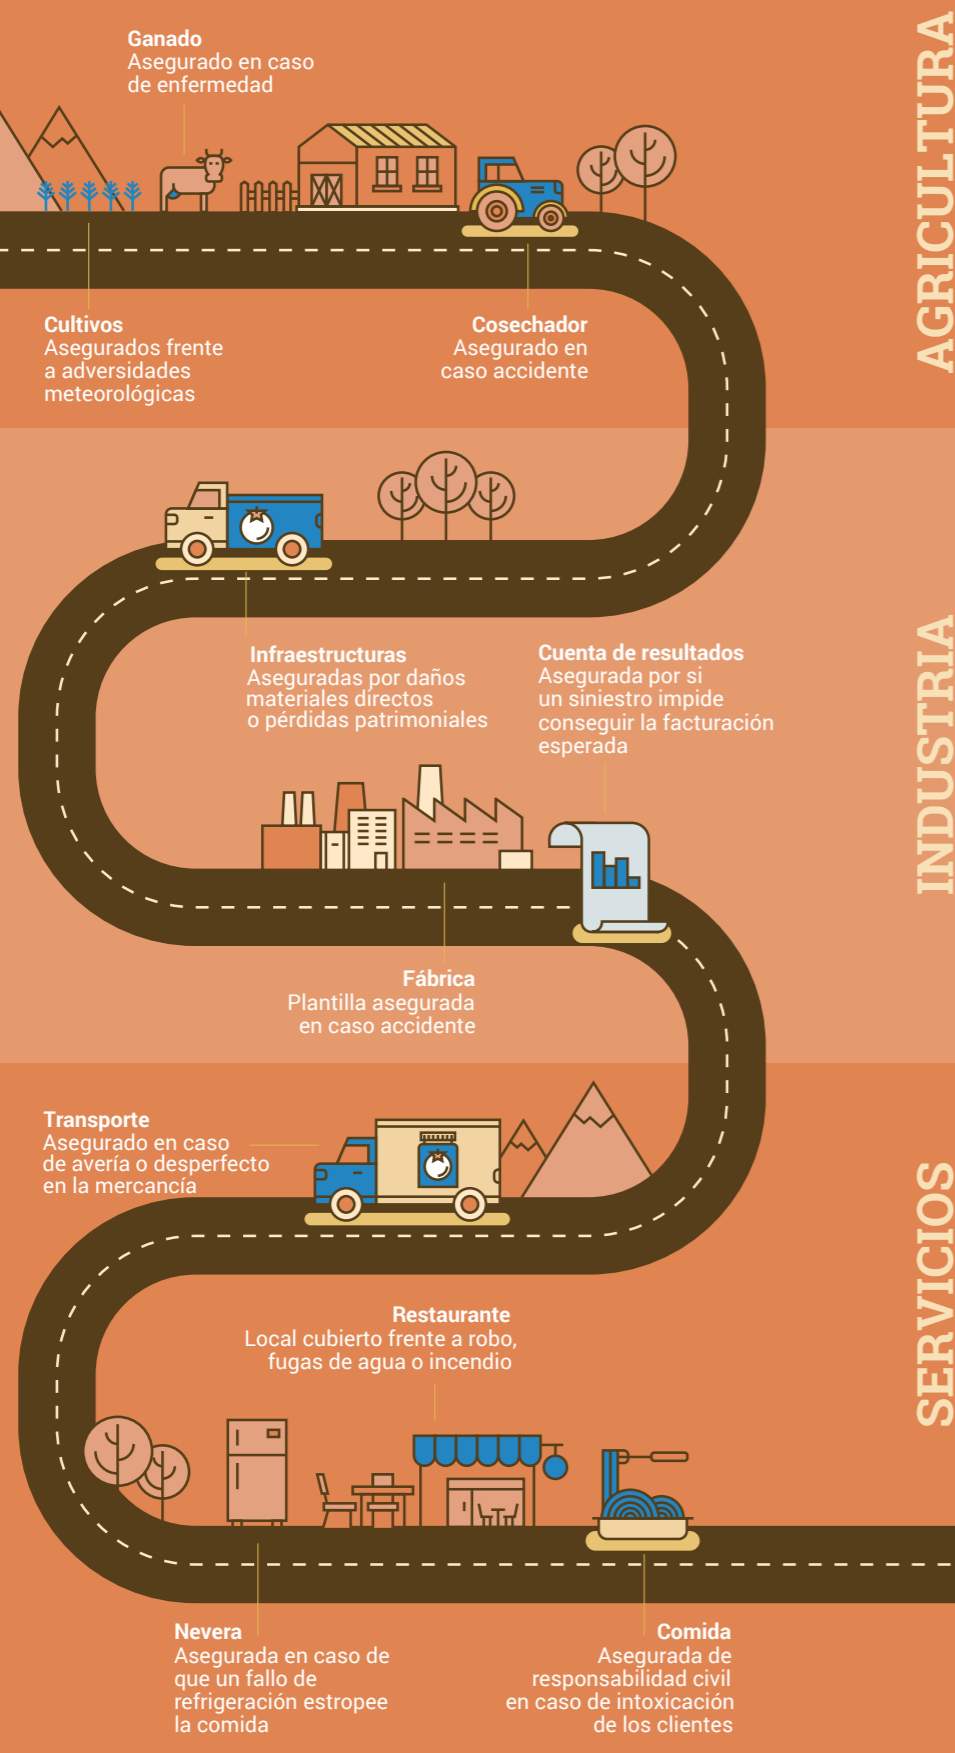 AGRICULTURA
Ganado
Asegurado en caso
de enfermedad
Cultivos
Asegurados frente
a adversidades
meteorológicas
Cosechador
Asegurado en
caso accidente
INDUSTRIA
Infraestructuras
Aseguradas por daños
materiales directos
o pérdidas patrimoniales
Cuenta de resultados
Asegurada por si
un siniestro impide
conseguir la facturación
esperada
Fábrica
Plantilla asegurada
en caso accidente
SERVICIOS
Transporte
Asegurado en caso
de avería o desperfecto
en la mercancía
Restaurante
Local cubierto frente a robo,
fugas de agua o incendio
Nevera
Asegurada en caso de
que un fallo de
refrigeración estropee
la comida
Comida
Asegurada de
responsabilidad civil
en caso de intoxicación
de los clientes